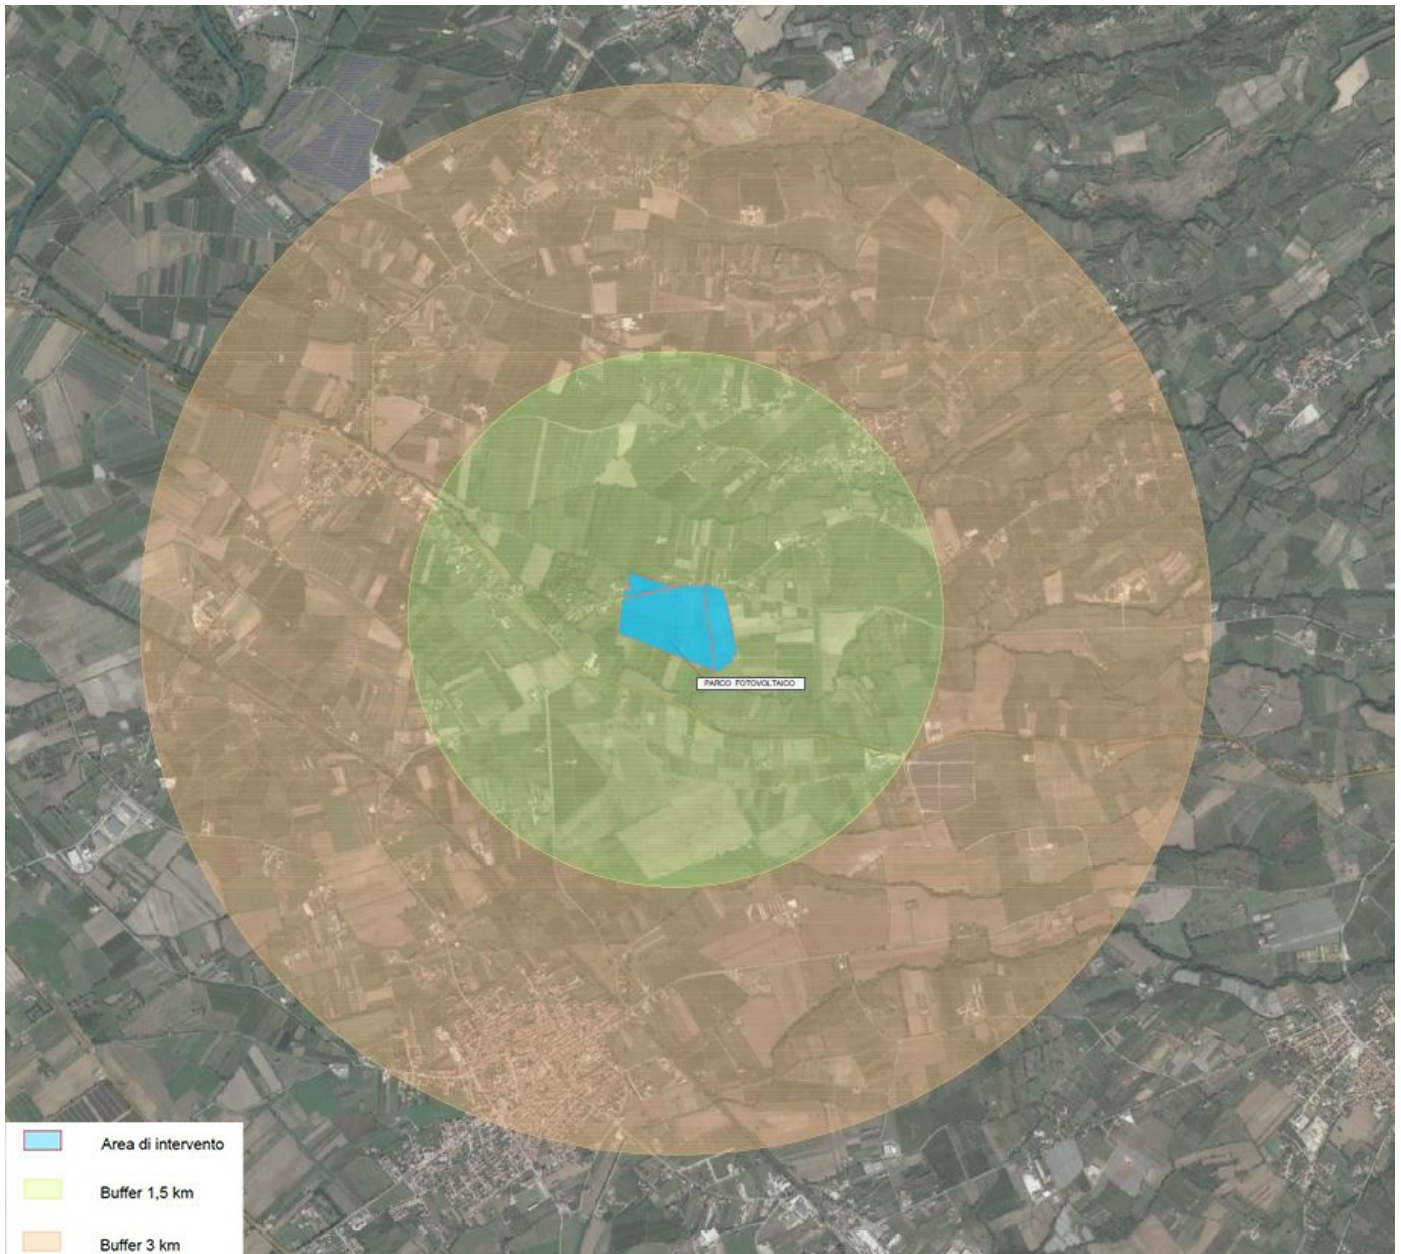 PARCO FOTOVOLTAICO
Area di intervento
Buffer 1,5 km
Buffer 3 km